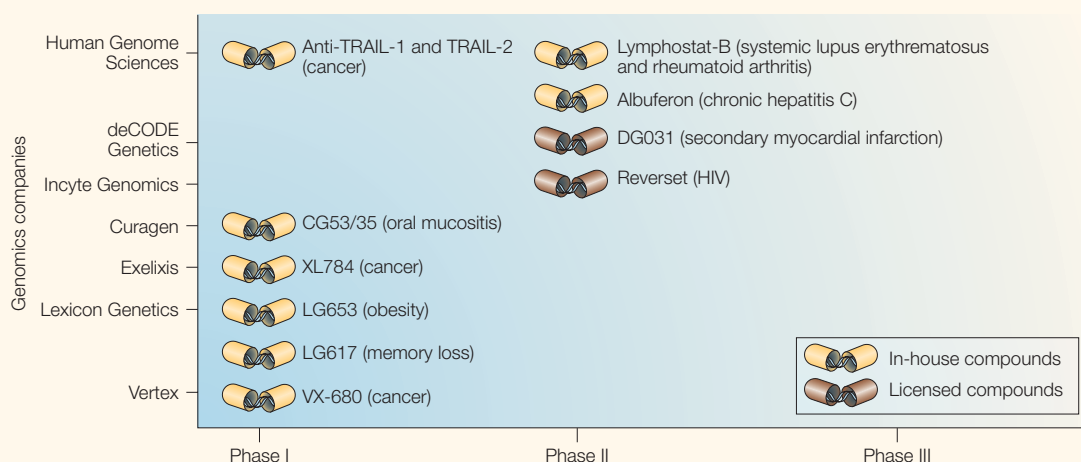 Genomics companies
Human Genome
Sciences
Anti-TRAIL-1 and TRAIL-2
(cancer)
Lymphostat-B (systemic lupus erythrematosus
and rheumatoid arthritis)
Albuferon (chronic hepatitis C)
deCODE
Genetics
DG031 (secondary myocardial infarction)
Incyte Genomics
Reverset (HIV)
Curagen
CG53/35 (oral mucositis)
Exelixis
XL784 (cancer)
Lexicon Genetics
LG653 (obesity)
LG617 (memory loss)
Vertex
VX-680 (cancer)
In-house compounds
Licensed compounds
Phase I
Phase II
Phase III